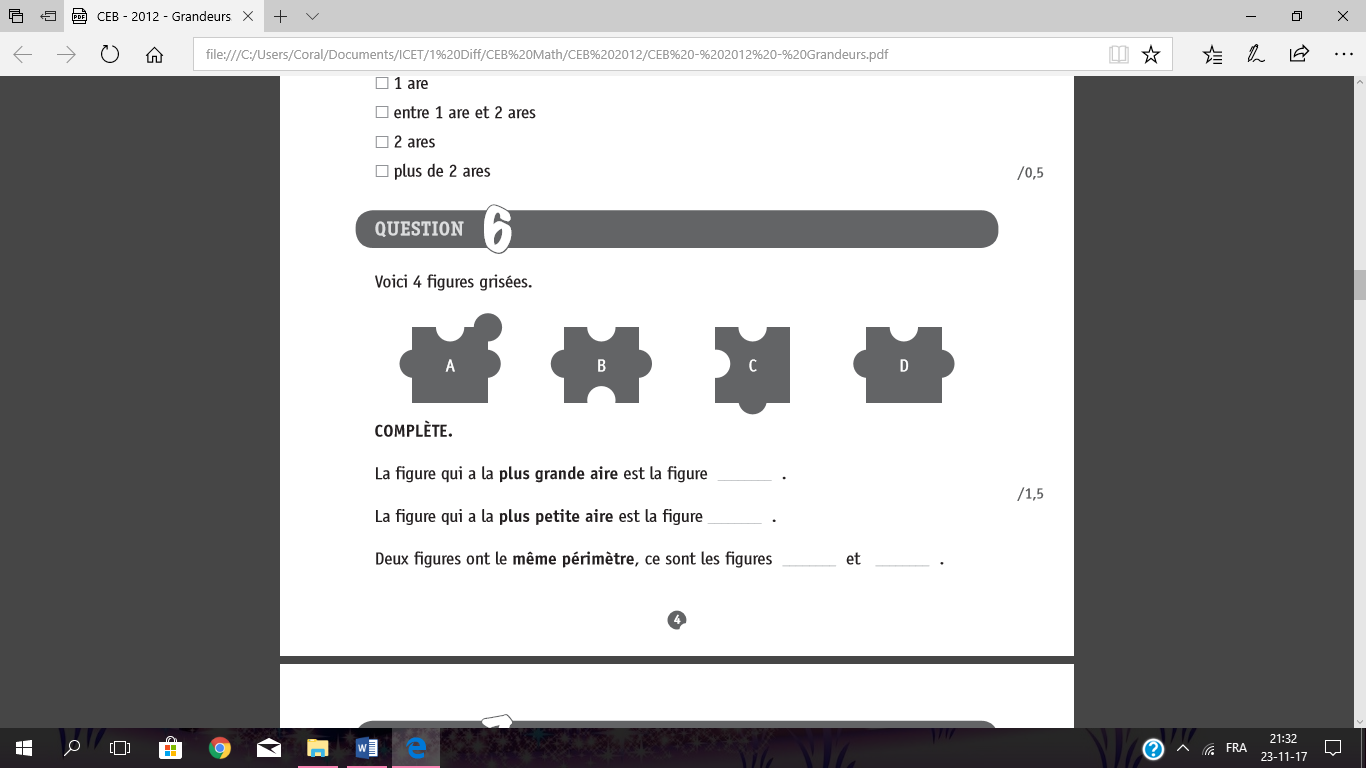 CEB - 2012 - Grandeurs
file:///C:/Users/Coral/Documents/ICET/1%20Diff/CEB%20Math/CEB%202012/CEB%20-%202012%20-%20Grandeurs.pdf
1 are
entre 1 are et 2 ares
2 ares
plus de 2 ares
/0,5
QUESTION 6
Voici 4 figures grisées.
A B C D
COMPLÈTE.
La figure qui a la plus grande aire est la figure ______ .
/1,5
La figure qui a la plus petite aire est la figure ______ .
Deux figures ont le même périmètre, ce sont les figures ______ et ______ .
4
FRA
21:32
23-11-17